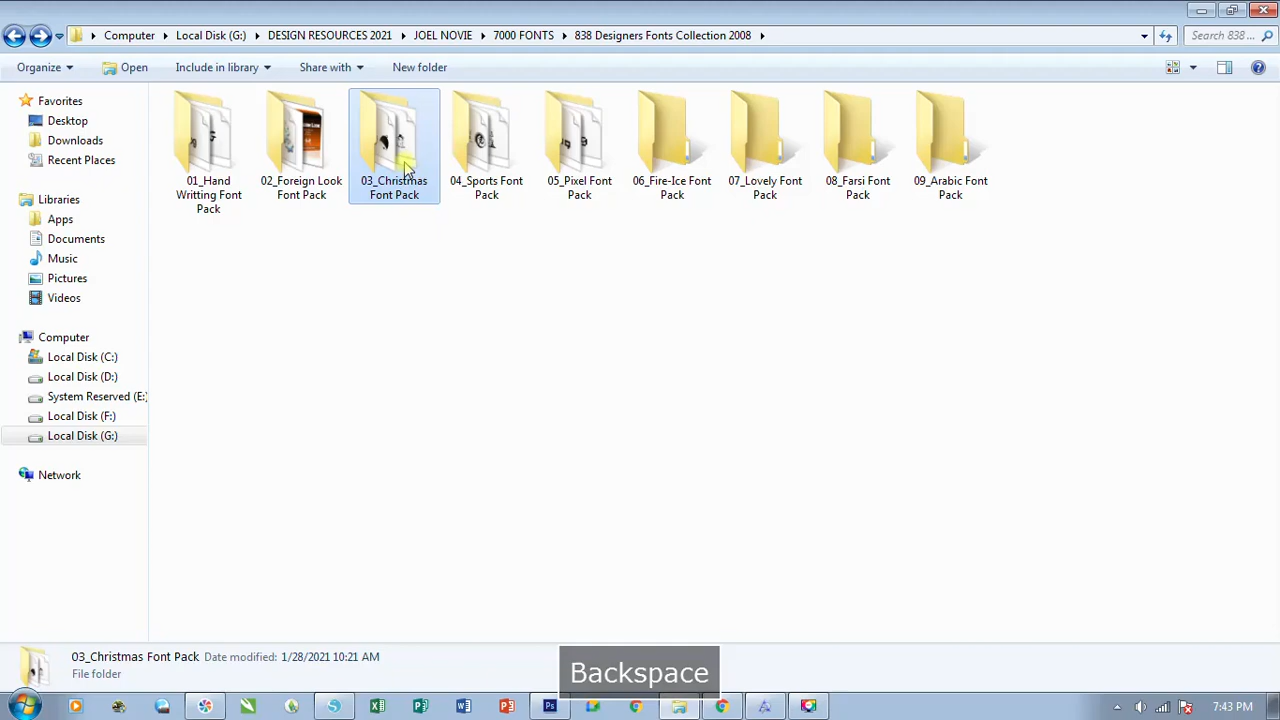 Computer Local Disk (G:) DESIGN RESOURCES 2021 JOEL NOVIE 7000 FONTS 838 Designers Fonts Collection 2008 Search 838 ...
Organize Open Include in library Share with New folder
Favorites
Desktop
Downloads
Recent Places
Libraries
Apps
Documents
Music
Pictures
Videos
Computer
Local Disk (C:)
Local Disk (D:)
System Reserved (E:)
Local Disk (F:)
Local Disk (G:)
Network
01_Hand
Writting Font
Pack
02_Foreign Look
Font Pack
03_Christmas
Font Pack
04_Sports Font
Pack
05_Pixel Font
Pack
06_Fire-Ice Font
Pack
07_Lovely Font
Pack
08_Farsi Font
Pack
09_Arabic Font
Pack
03_Christmas Font Pack Date modified: 1/28/2021 10:21 AM
File folder
Backspace
7:43 PM